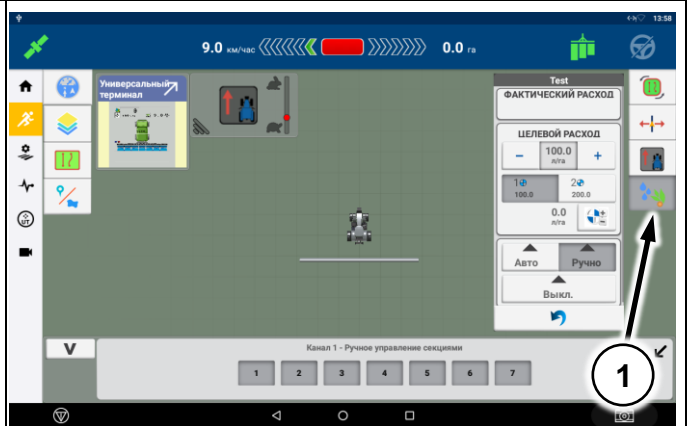 13:58
9.0 км/час
0.0 га
Универсальный
терминал
Test
ФАКТИЧЕСКИЙ РАСХОД
ЦЕЛЕВОЙ РАСХОД
− 100.0 +
л/га
1 2
100.0 200.0
0.0
л/га
Авто Ручно
Выкл.
UT
V
Канал 1 - Ручное управление секциями
1 2 3 4 5 6 7
1